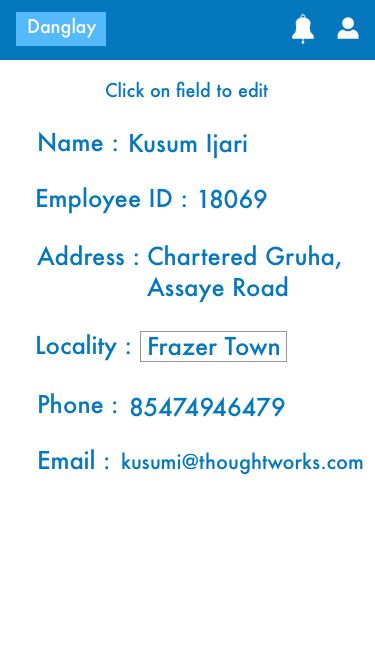 Danglay
Click on field to edit
Name : Kusum Ijari
Employee ID : 18069
Address : Chartered Gruha,
Assaye Road
Locality : Frazer Town
Phone : 85474946479
Email : kusumi@thoughtworks.com